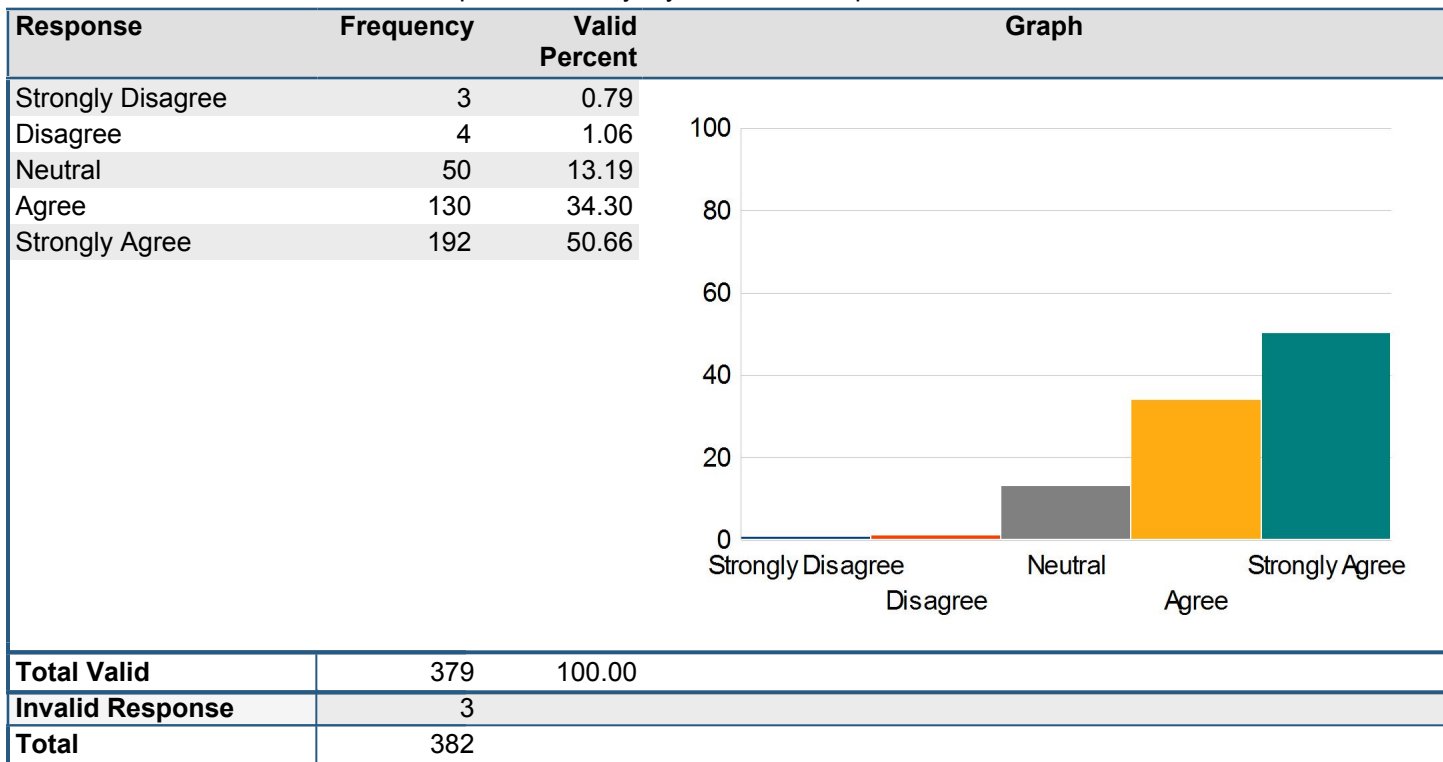 Response Frequency Valid Percent Graph
Strongly Disagree 3 0.79
Disagree 4 1.06
Neutral 50 13.19
Agree 130 34.30
Strongly Agree 192 50.66
100
80
60
40
20
0
Strongly Disagree Neutral Strongly Agree
Disagree Agree
Total Valid 379 100.00
Invalid Response 3
Total 382